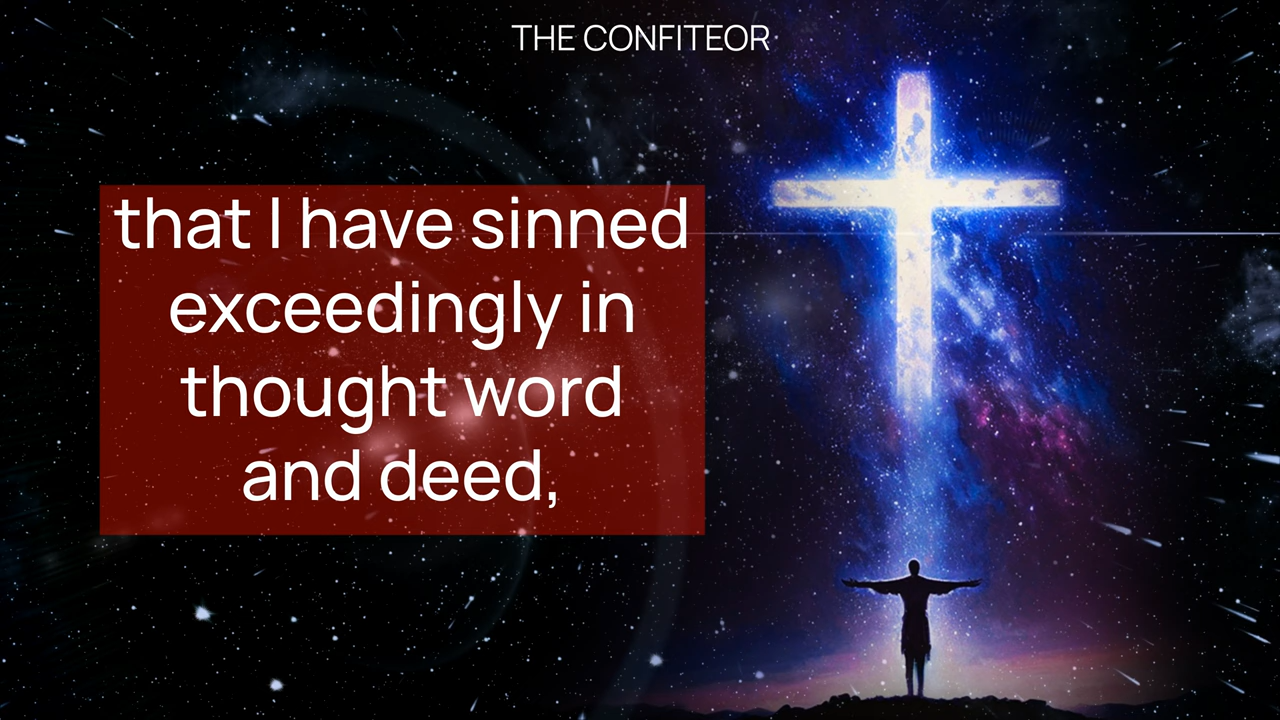 THE CONFITEOR
that I have sinned
exceedingly in
thought word
and deed,